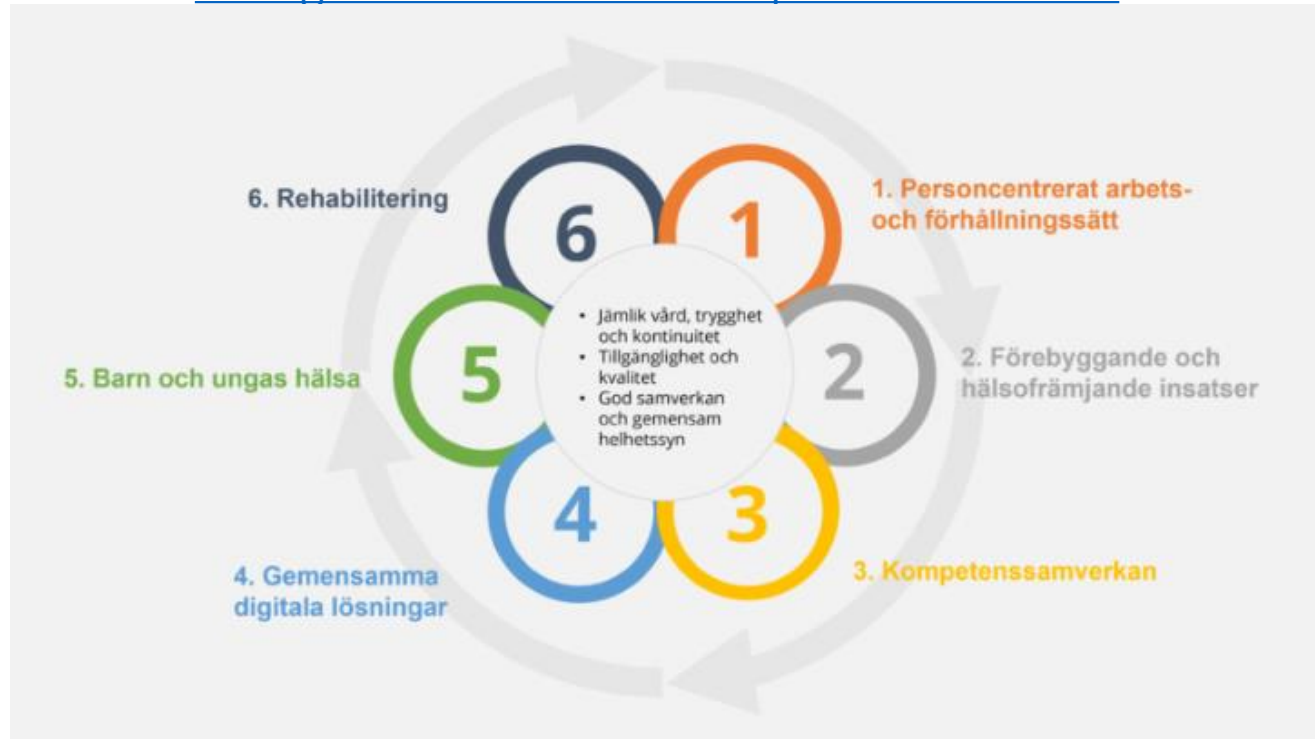 1. Personcentrerat arbets-
och förhållningssätt
2. Förebyggande och
hälsofrämjande insatser
3. Kompetenssamverkan
4. Gemensamma
digitala lösningar
5. Barn och ungas hälsa
6. Rehabilitering
6
1
5
2
4
3
• Jämlik vård, trygghet
och kontinuitet
• Tillgänglighet och
kvalitet
• God samverkan
och gemensam
helhetssyn